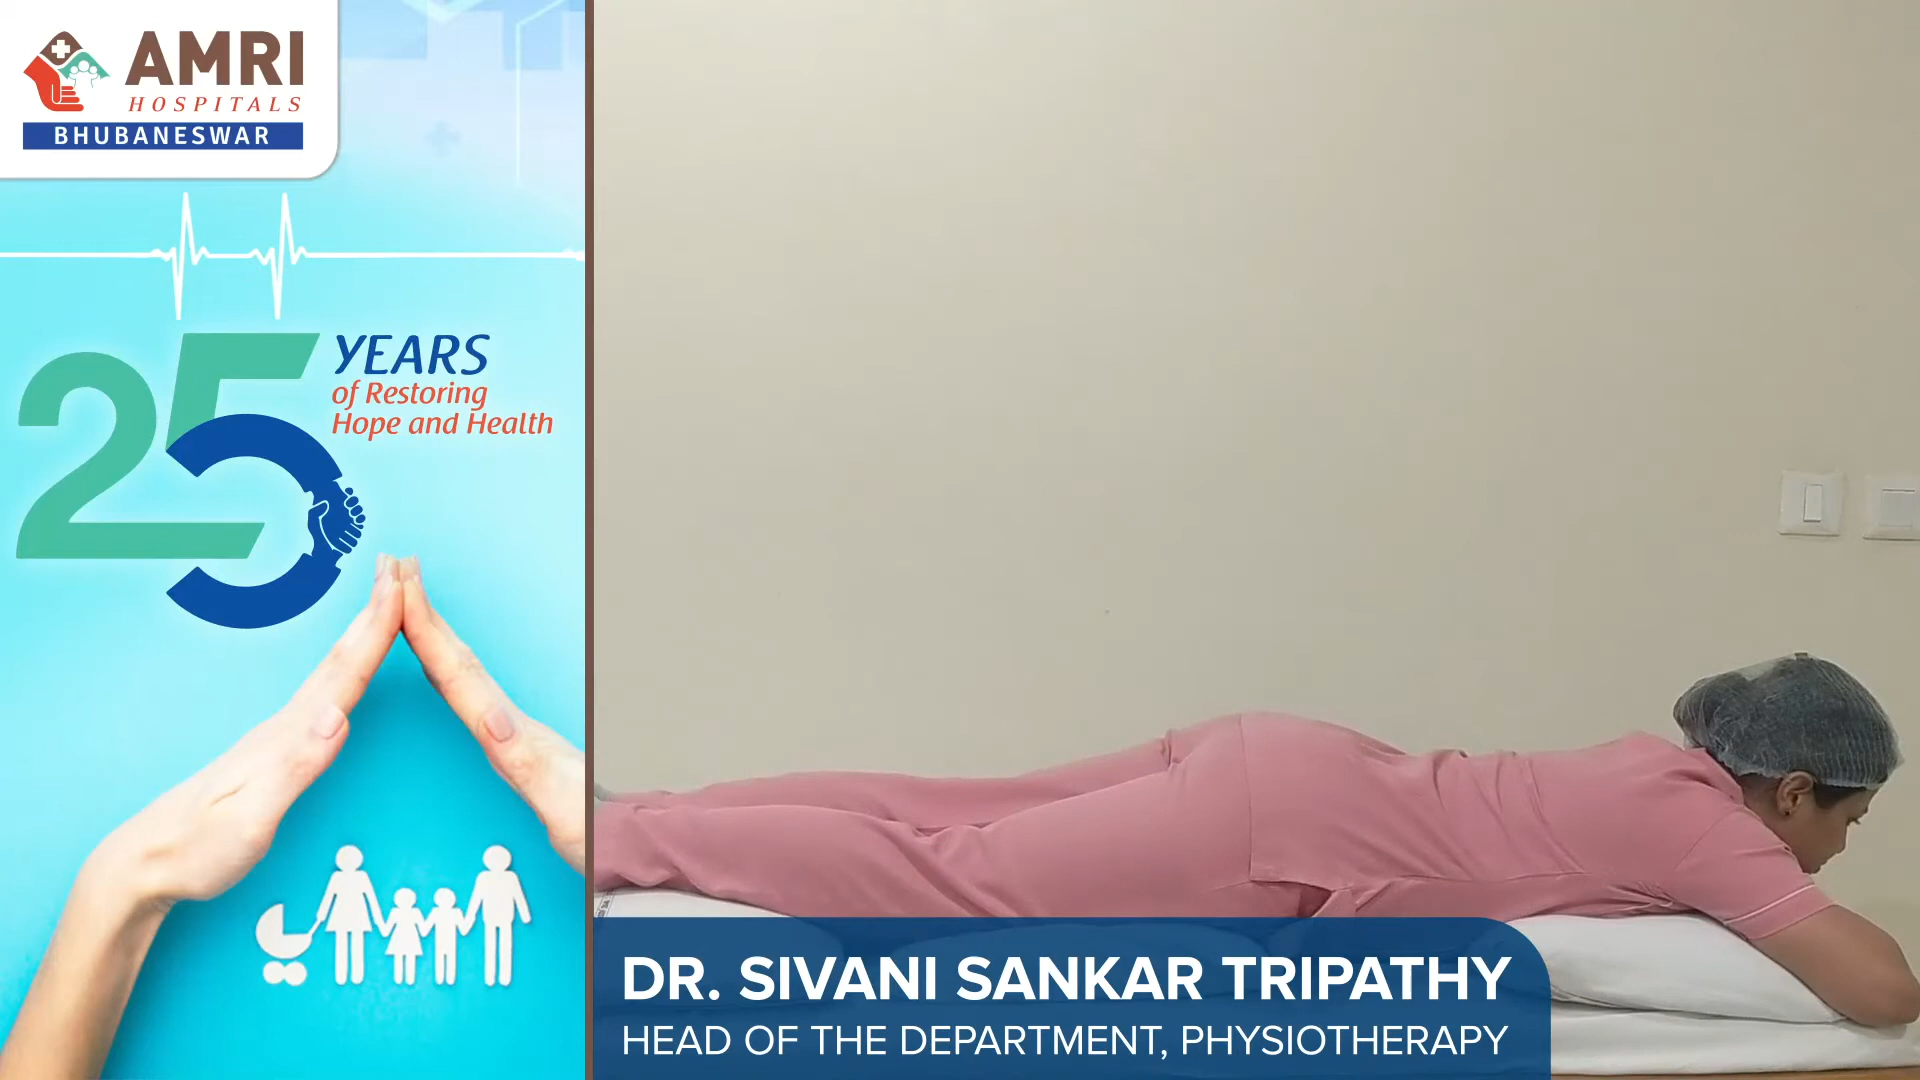 AMRI
HOSPITALS
BHUBANESWAR
25 YEARS
of Restoring
Hope and Health
DR. SIVANI SANKAR TRIPATHY
HEAD OF THE DEPARTMENT, PHYSIOTHERAPY